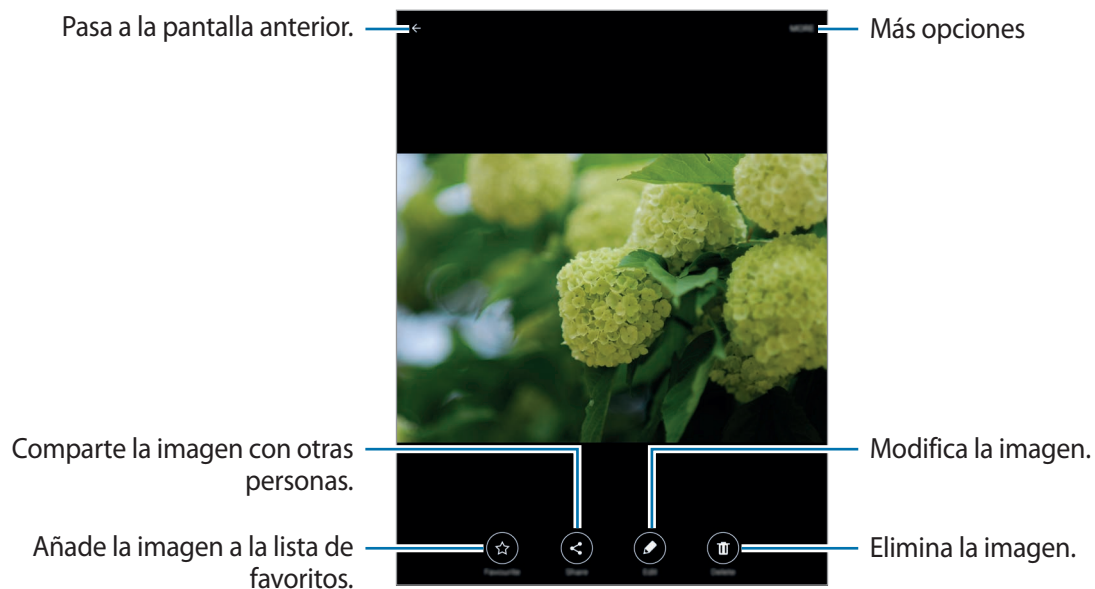 Pasa a la pantalla anterior.
MORE
Más opciones
Comparte la imagen con otras
personas.
Modifica la imagen.
Añade la imagen a la lista de
favoritos.
Elimina la imagen.
Favourite
Share
Edit
Delete